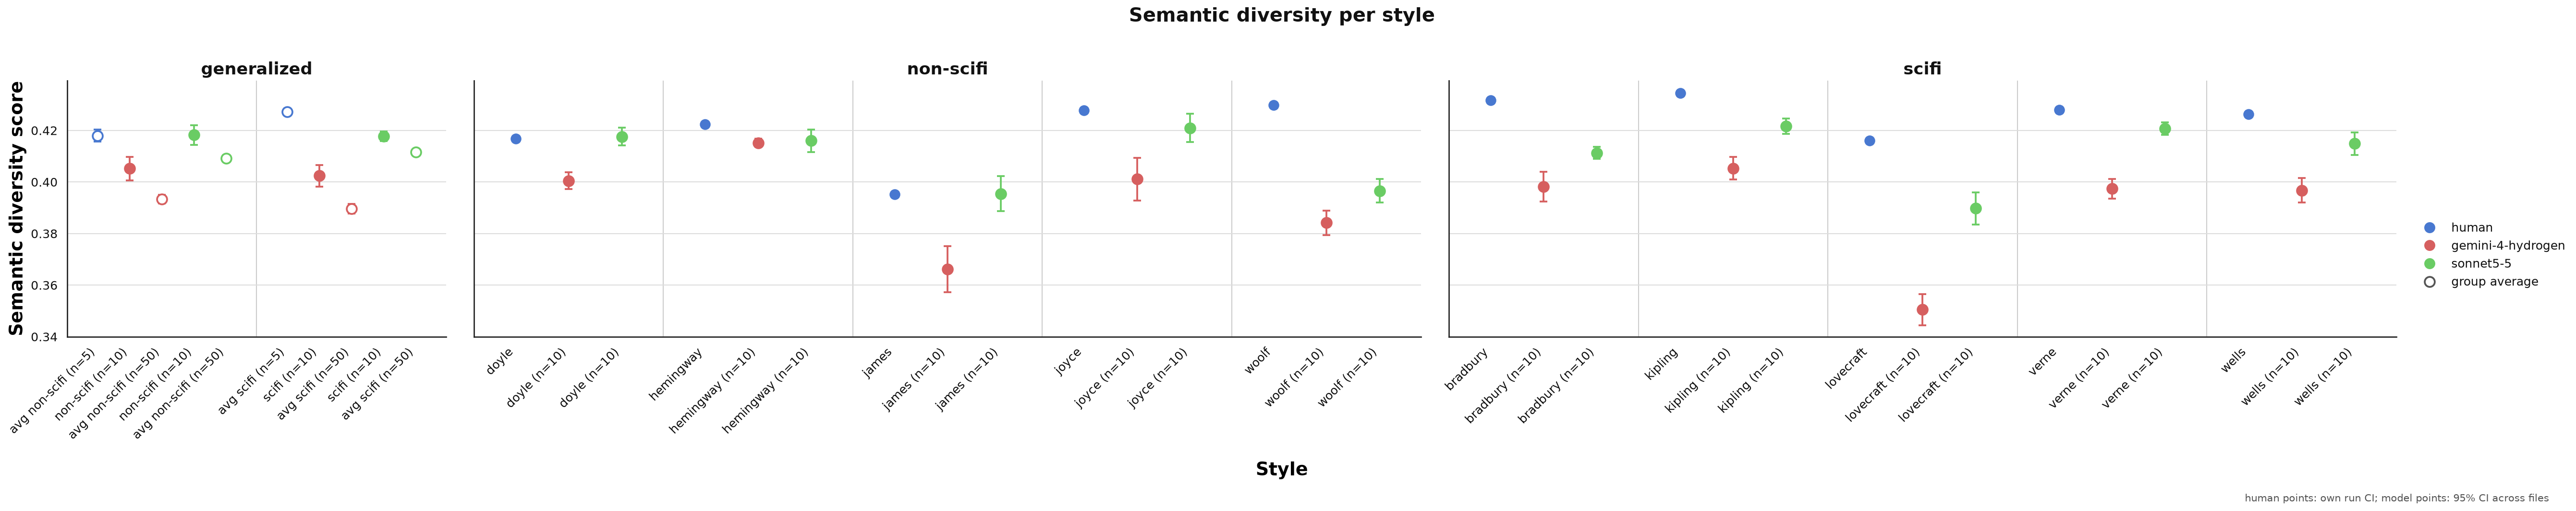 Semantic diversity per style
generalized
non-scifi
scifi
Semantic diversity score
0.42
0.40
0.38
0.36
0.34
avg non-scifi (n=5)
non-scifi (n=10)
avg non-scifi (n=50)
non-scifi (n=10)
avg non-scifi (n=50)
avg scifi (n=5)
scifi (n=10)
avg scifi (n=50)
scifi (n=10)
avg scifi (n=50)
doyle
doyle (n=10)
doyle (n=10)
hemingway
hemingway (n=10)
hemingway (n=10)
james
james (n=10)
james (n=10)
joyce
joyce (n=10)
joyce (n=10)
woolf
woolf (n=10)
woolf (n=10)
bradbury
bradbury (n=10)
bradbury (n=10)
kipling
kipling (n=10)
kipling (n=10)
lovecraft
lovecraft (n=10)
lovecraft (n=10)
verne
verne (n=10)
verne (n=10)
wells
wells (n=10)
wells (n=10)
human
gemini-4-hydrogen
sonnet5-5
group average
Style
human points: own run CI; model points: 95% CI across files